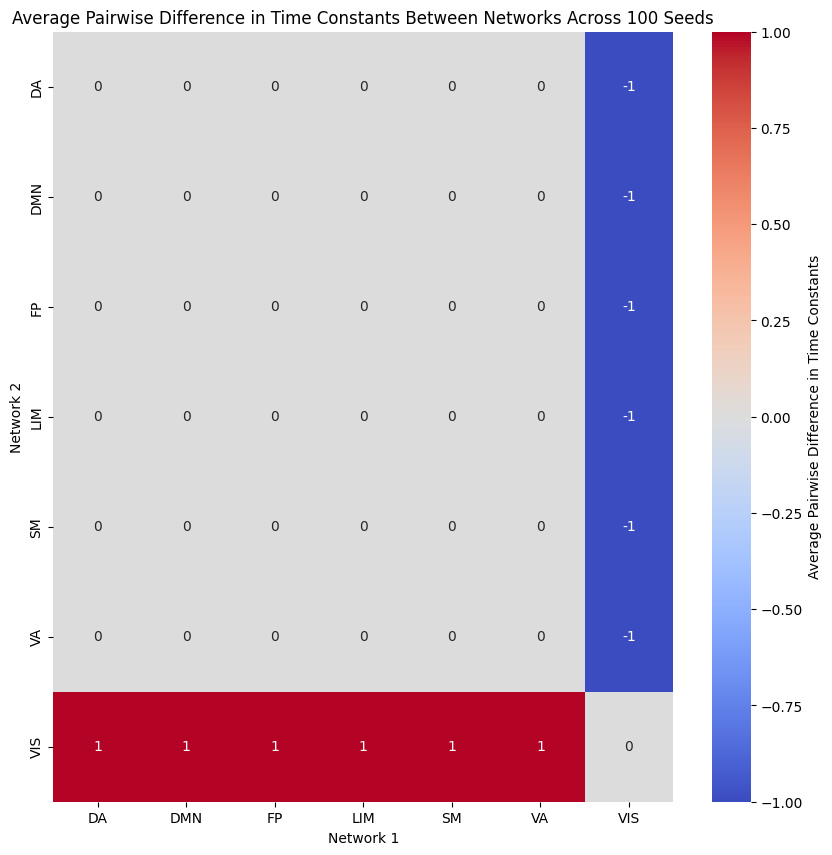 Average Pairwise Difference in Time Constants Between Networks Across 100 Seeds
DA 0 0 0 0 0 0 -1
DMN 0 0 0 0 0 0 -1
FP 0 0 0 0 0 0 -1
LIM 0 0 0 0 0 0 -1
SM 0 0 0 0 0 0 -1
VA 0 0 0 0 0 0 -1
VIS 1 1 1 1 1 1 0
DA DMN FP LIM SM VA VIS
Network 1
Network 2
1.00
0.75
0.50
0.25
0.00
−0.25
−0.50
−0.75
−1.00
Average Pairwise Difference in Time Constants